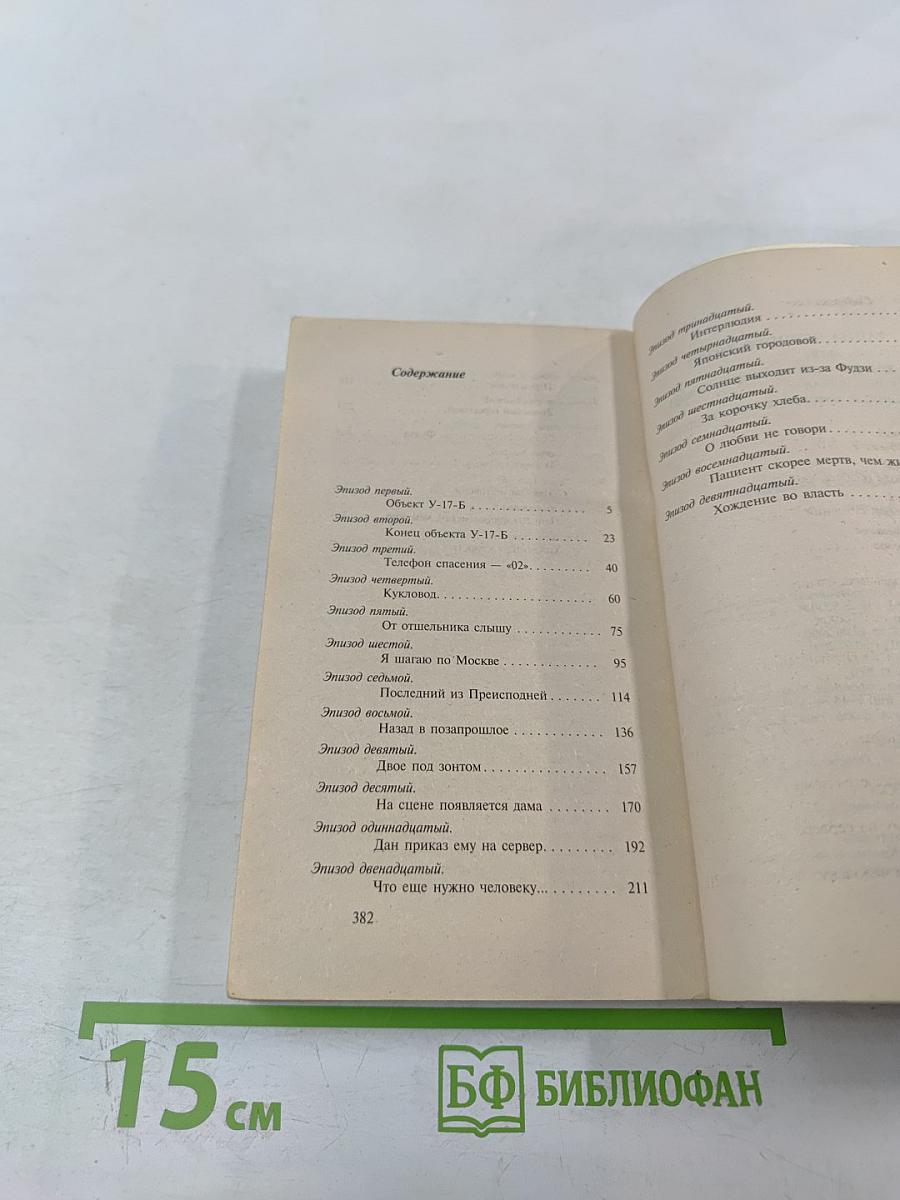 Содержание
Эпизод первый.
Объект У-17-Б . . . . . . . . . . . . . . . . . 5
Эпизод второй.
Конец объекта У-17-Б . . . . . . . . . . . 23
Эпизод третий.
Телефон спасения — «02». . . . . . . . . 40
Эпизод четвертый.
Кукловод. . . . . . . . . . . . . . . . . . . . . . 60
Эпизод пятый.
От отшельника слышу . . . . . . . . . . . . 75
Эпизод шестой.
Я шагаю по Москве . . . . . . . . . . . . . 95
Эпизод седьмой.
Последний из Преисподней . . . . . . . 114
Эпизод восьмой.
Назад в позапрошлое . . . . . . . . . . . . 136
Эпизод девятый.
Двое под зонтом. . . . . . . . . . . . . . . . 157
Эпизод десятый.
На сцене появляется дама . . . . . . . . 170
Эпизод одиннадцатый.
Дан приказ ему на сервер. . . . . . . . . 192
Эпизод двенадцатый.
Что еще нужно человеку... . . . . . . . . . 211
382
Эпизод тринадцатый.
Интерлюдия . . . . . . . . . . . . . . . .
Эпизод четырнадцатый.
Японский городовой. . . . . . . . . .
Эпизод пятнадцатый.
Солнце выходит из-за Фудзи . . .
Эпизод шестнадцатый.
За корочку хлеба. . . . . . . . . . .
Эпизод семнадцатый.
О любви не говори. . . . . . . . .
Эпизод восемнадцатый.
Пациент скорее мертв, чем
Эпизод девятнадцатый.
Хождение во власть . . . . . . .
15 см
БФ БИБЛИОФАН